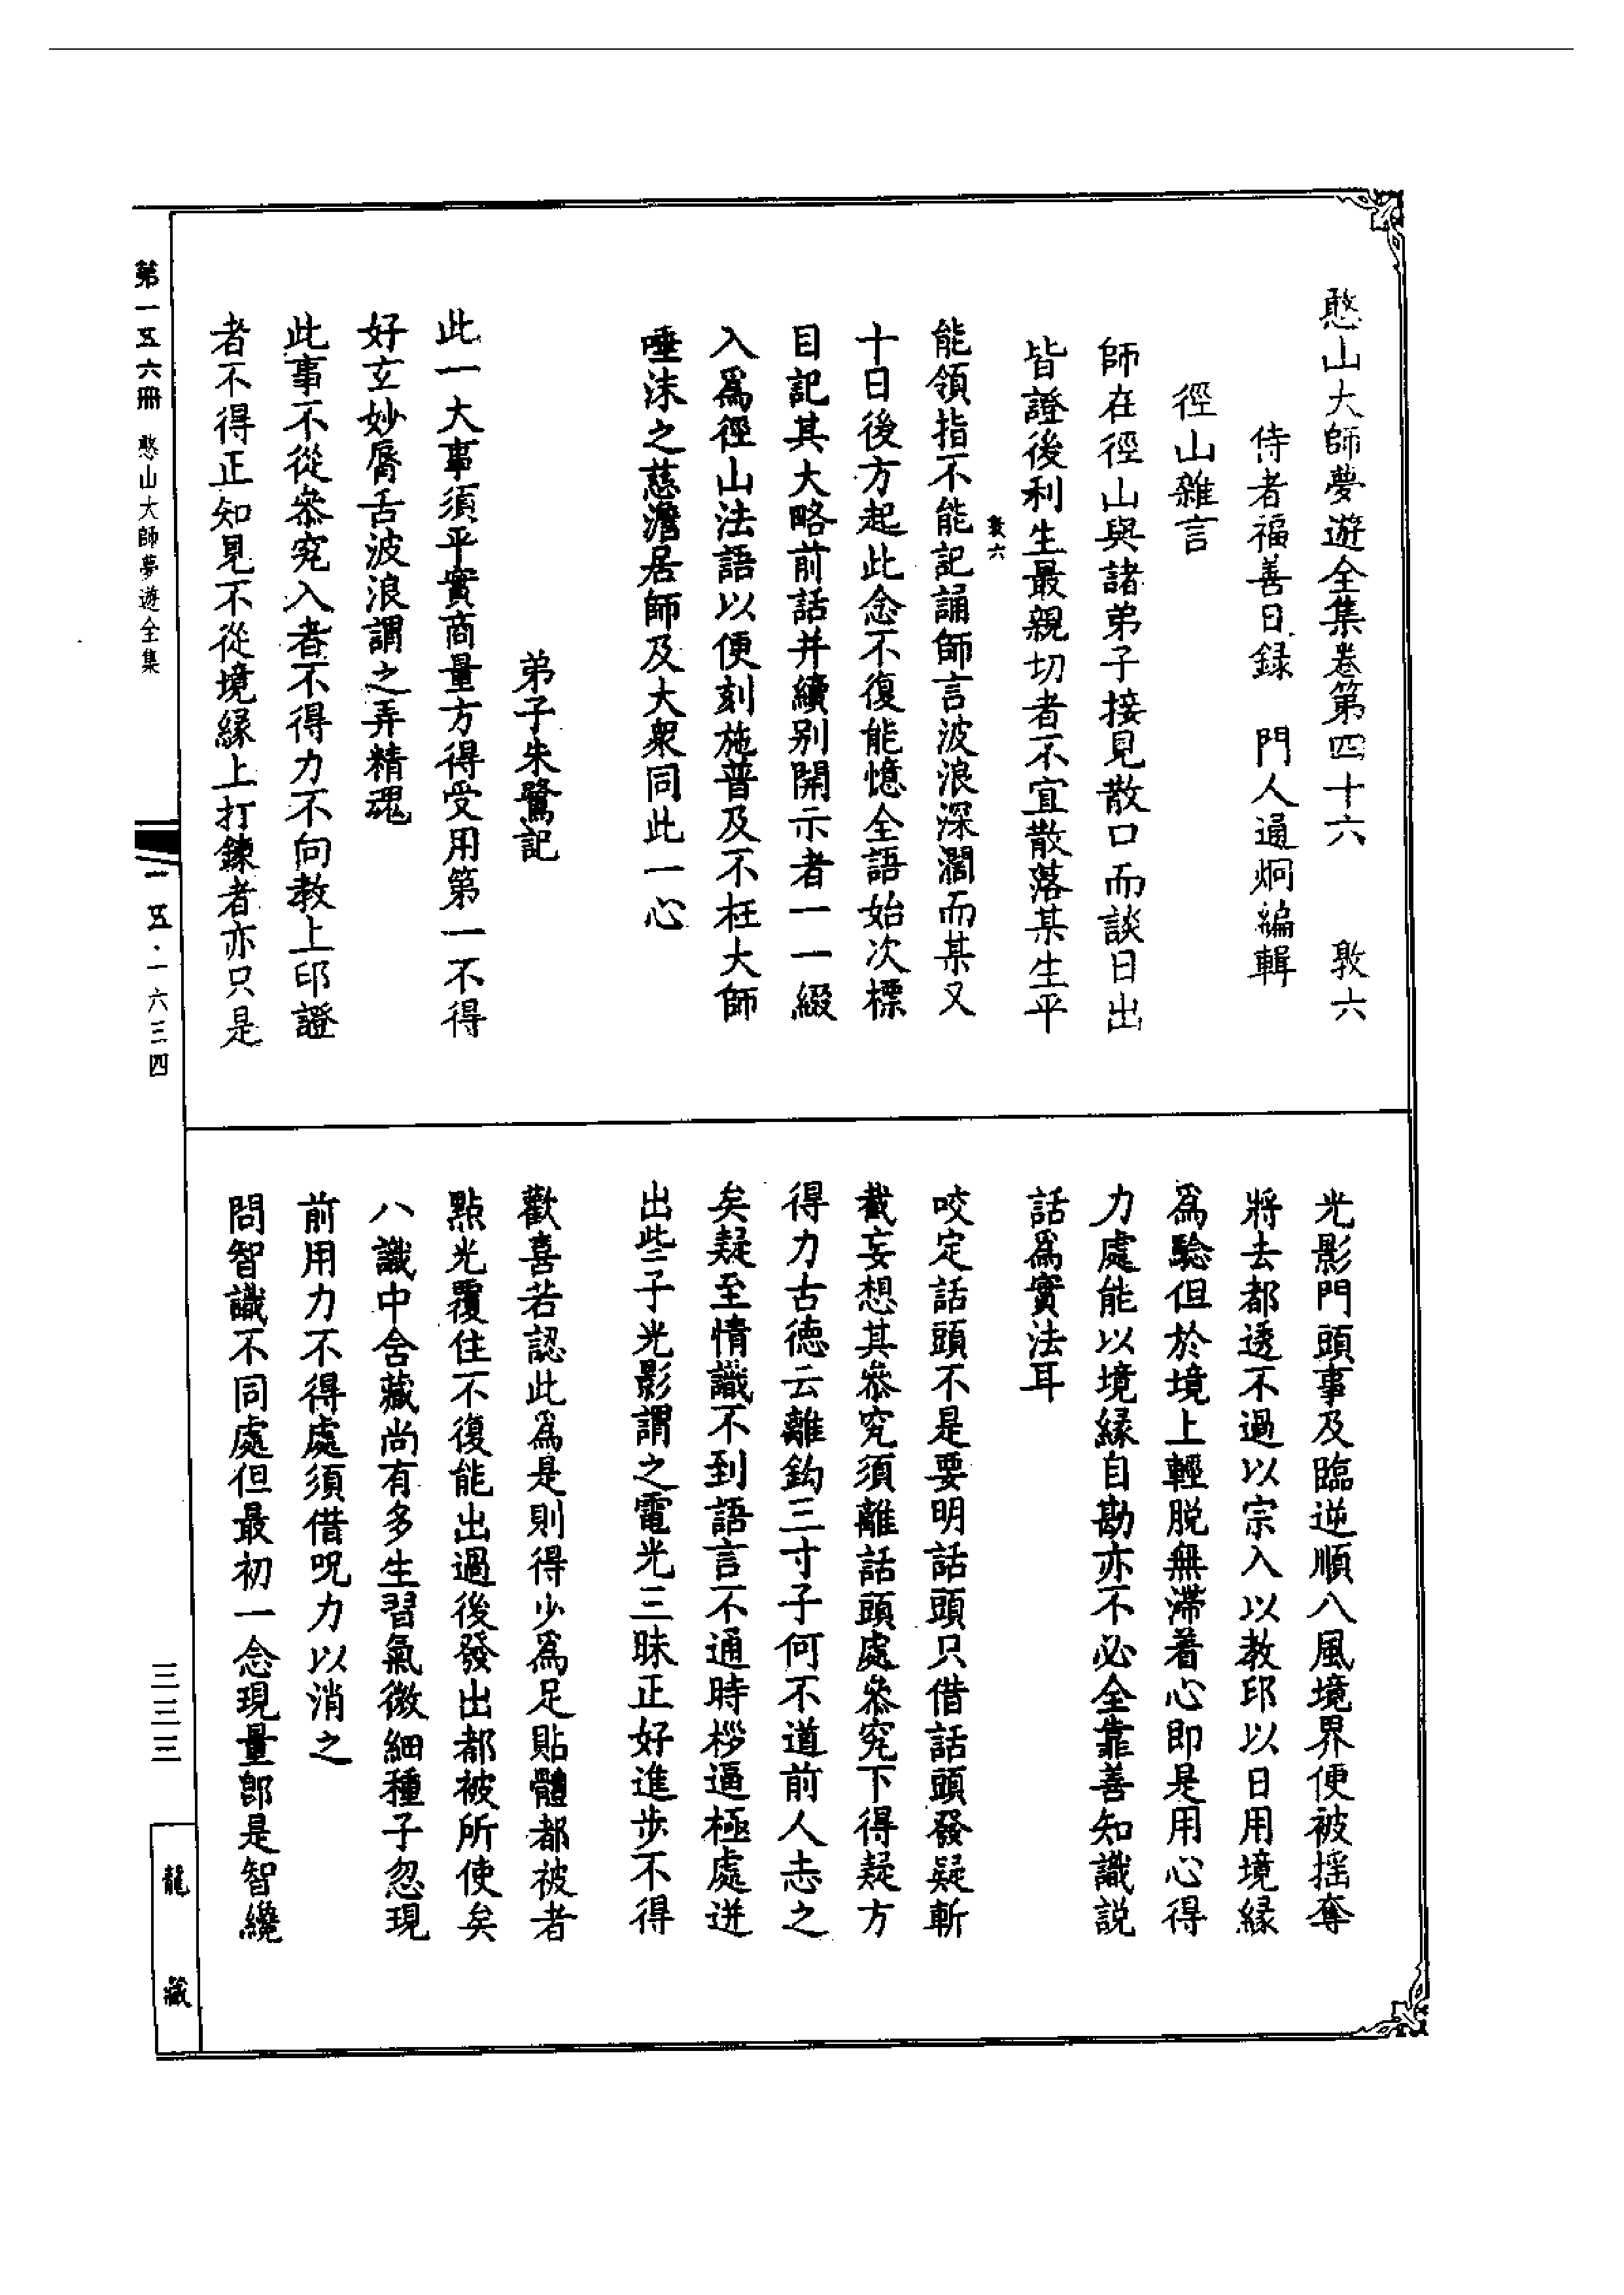 憨山大師夢遊全集卷第四十六　敦六
侍者福善日録　門人通炯編輯
徑山雜言
師在徑山與諸弟子接見散口而談日出
皆證後利生最親切者不宜散落某生平
敦六
能領指不能記誦師言波浪深濶而某又
十日後方起此念不復能憶全語始次標
目記其大略前話并續别開示者一一綴
入爲徑山法語以便刻施普及不枉大師
唾沫之慈澹居師及大衆同此一心
弟子朱鷺記
此一大事須平實商量方得受用第一不得
好玄妙脣舌波浪謂之弄精魂
此事不從叅究入者不得力不向教上印證
者不得正知見不從境緣上打鍊者亦只是
光影門頭事及臨逆順八風境界便被揺奪
將去都透不過以宗入以教印以日用境緣
爲驗但於境上輕脱無滯着心即是用心得
力處能以境緣自勘亦不必全靠善知識説
話爲實法耳
咬定話頭不是要明話頭只借話頭發疑斬
截妄想其叅究須離話頭處叅究下得疑方
得力古徳云離鈎三寸子何不道前人志之
矣疑至情識不到語言不通時桚逼極處迸
出些子光影謂之電光三昧正好進步不得
歡喜若認此爲是則得少爲足貼體都被者
點光覆住不復能出過後發出都被所使矣
八識中含藏尚有多生習氣微細種子忽現
前用力不得處須借呪力以消之
問智識不同處但最初一念現量即是智纔
第一五六冊　憨山大師夢遊全集
一五·一六三四
三三三
龍藏